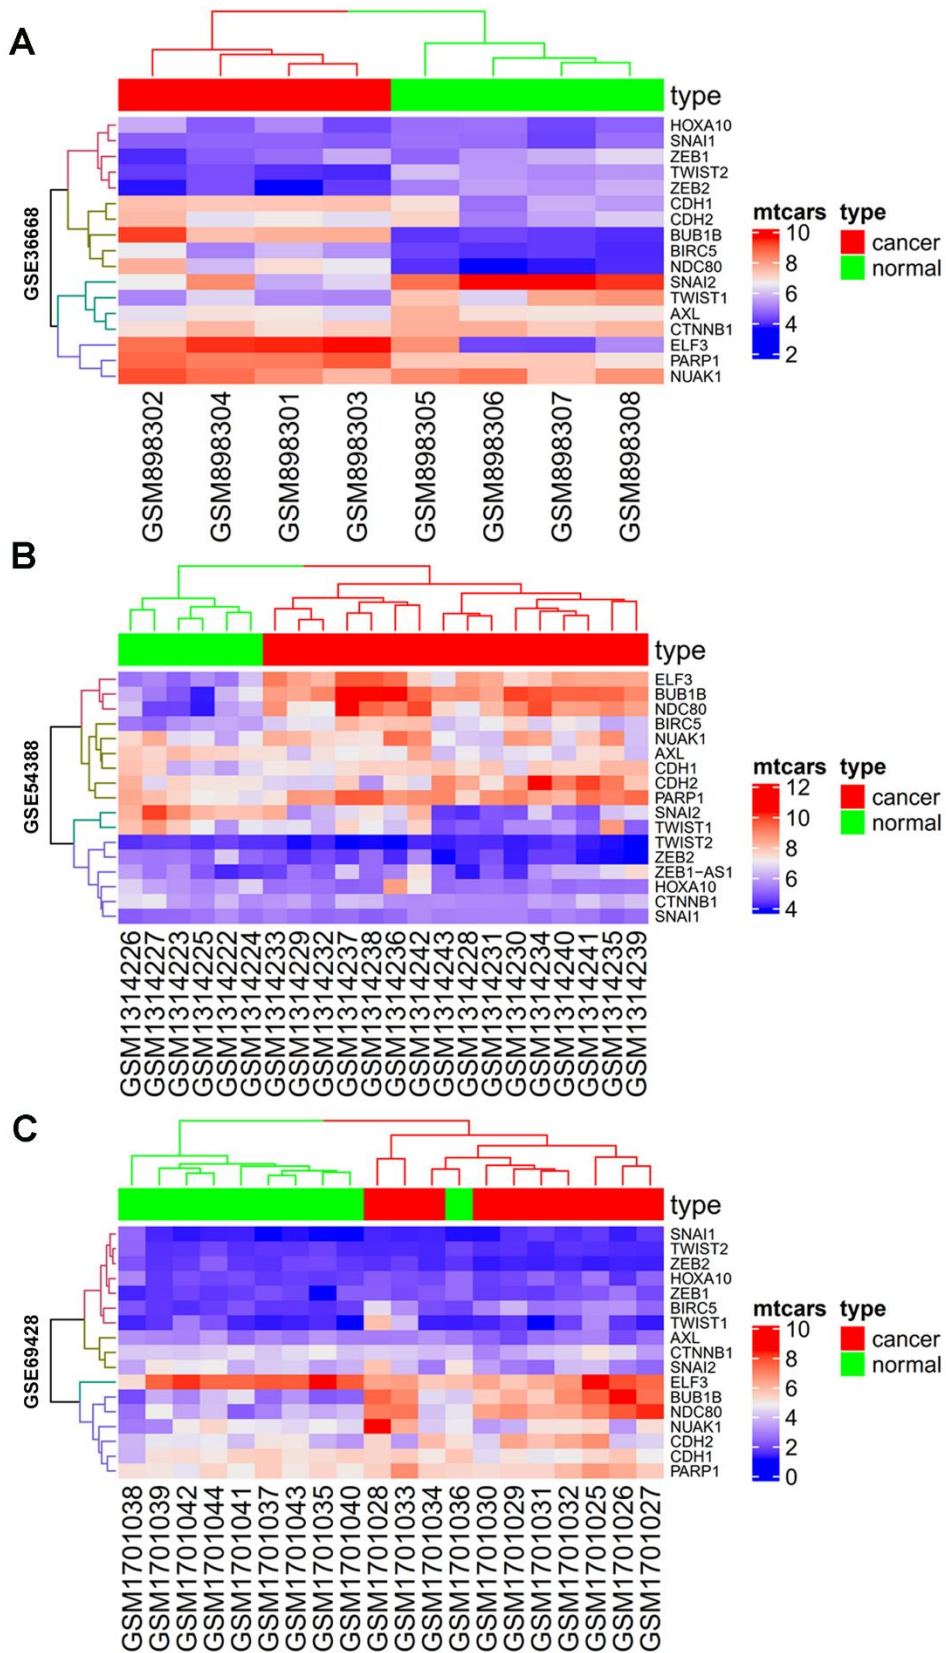 A
type
HOXA10
SNAI1
ZEB1
TWIST2
ZEB2
CDH1
CDH2
BUB1B
BIRC5
NDC80
SNAI2
TWIST1
AXL
CTNNB1
ELF3
PARP1
NUAK1
GSE36668
mtcars type
10
8
6
4
2
cancer
normal
GSM898302
GSM898304
GSM898301
GSM898303
GSM898305
GSM898306
GSM898307
GSM898308
B
type
ELF3
BUB1B
NDC80
BIRC5
NUAK1
AXL
CDH1
CDH2
PARP1
SNAI2
TWIST1
TWIST2
ZEB2
ZEB1-AS1
HOXA10
CTNNB1
SNAI1
GSE54388
mtcars type
12
10
8
6
4
cancer
normal
GSM1314226
GSM1314227
GSM1314223
GSM1314225
GSM1314222
GSM1314224
GSM1314233
GSM1314229
GSM1314232
GSM1314237
GSM1314238
GSM1314236
GSM1314242
GSM1314243
GSM1314228
GSM1314231
GSM1314230
GSM1314234
GSM1314240
GSM1314241
GSM1314235
GSM1314239
C
type
SNAI1
TWIST2
ZEB2
HOXA10
ZEB1
BIRC5
TWIST1
AXL
CTNNB1
SNAI2
ELF3
BUB1B
NDC80
NUAK1
CDH2
CDH1
PARP1
GSE69428
mtcars type
10
8
6
4
2
0
cancer
normal
GSM1701038
GSM1701039
GSM1701042
GSM1701044
GSM1701041
GSM1701037
GSM1701043
GSM1701035
GSM1701040
GSM1701028
GSM1701033
GSM1701034
GSM1701036
GSM1701030
GSM1701029
GSM1701031
GSM1701032
GSM1701025
GSM1701026
GSM1701027